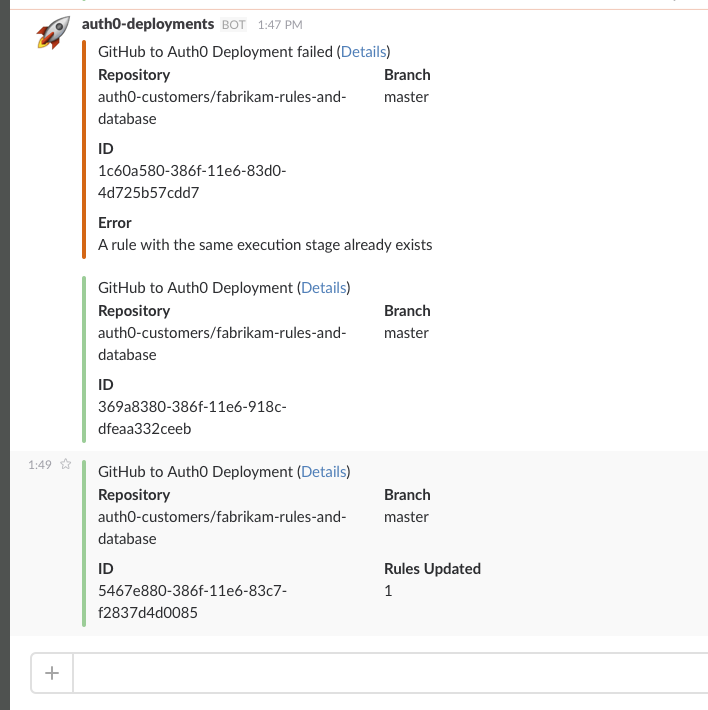 auth0-deployments BOT 1:47 PM
GitHub to Auth0 Deployment failed (Details)
Repository Branch
auth0-customers/fabrikam-rules-and- master
database
ID
1c60a580-386f-11e6-83d0-
4d725b57cdd7
Error
A rule with the same execution stage already exists
GitHub to Auth0 Deployment (Details)
Repository Branch
auth0-customers/fabrikam-rules-and- master
database
ID
369a8380-386f-11e6-918c-
dfeaa332ceeb
1:49 GitHub to Auth0 Deployment (Details)
Repository Branch
auth0-customers/fabrikam-rules-and- master
database
ID Rules Updated
5467e880-386f-11e6-83c7- 1
f2837d4d0085